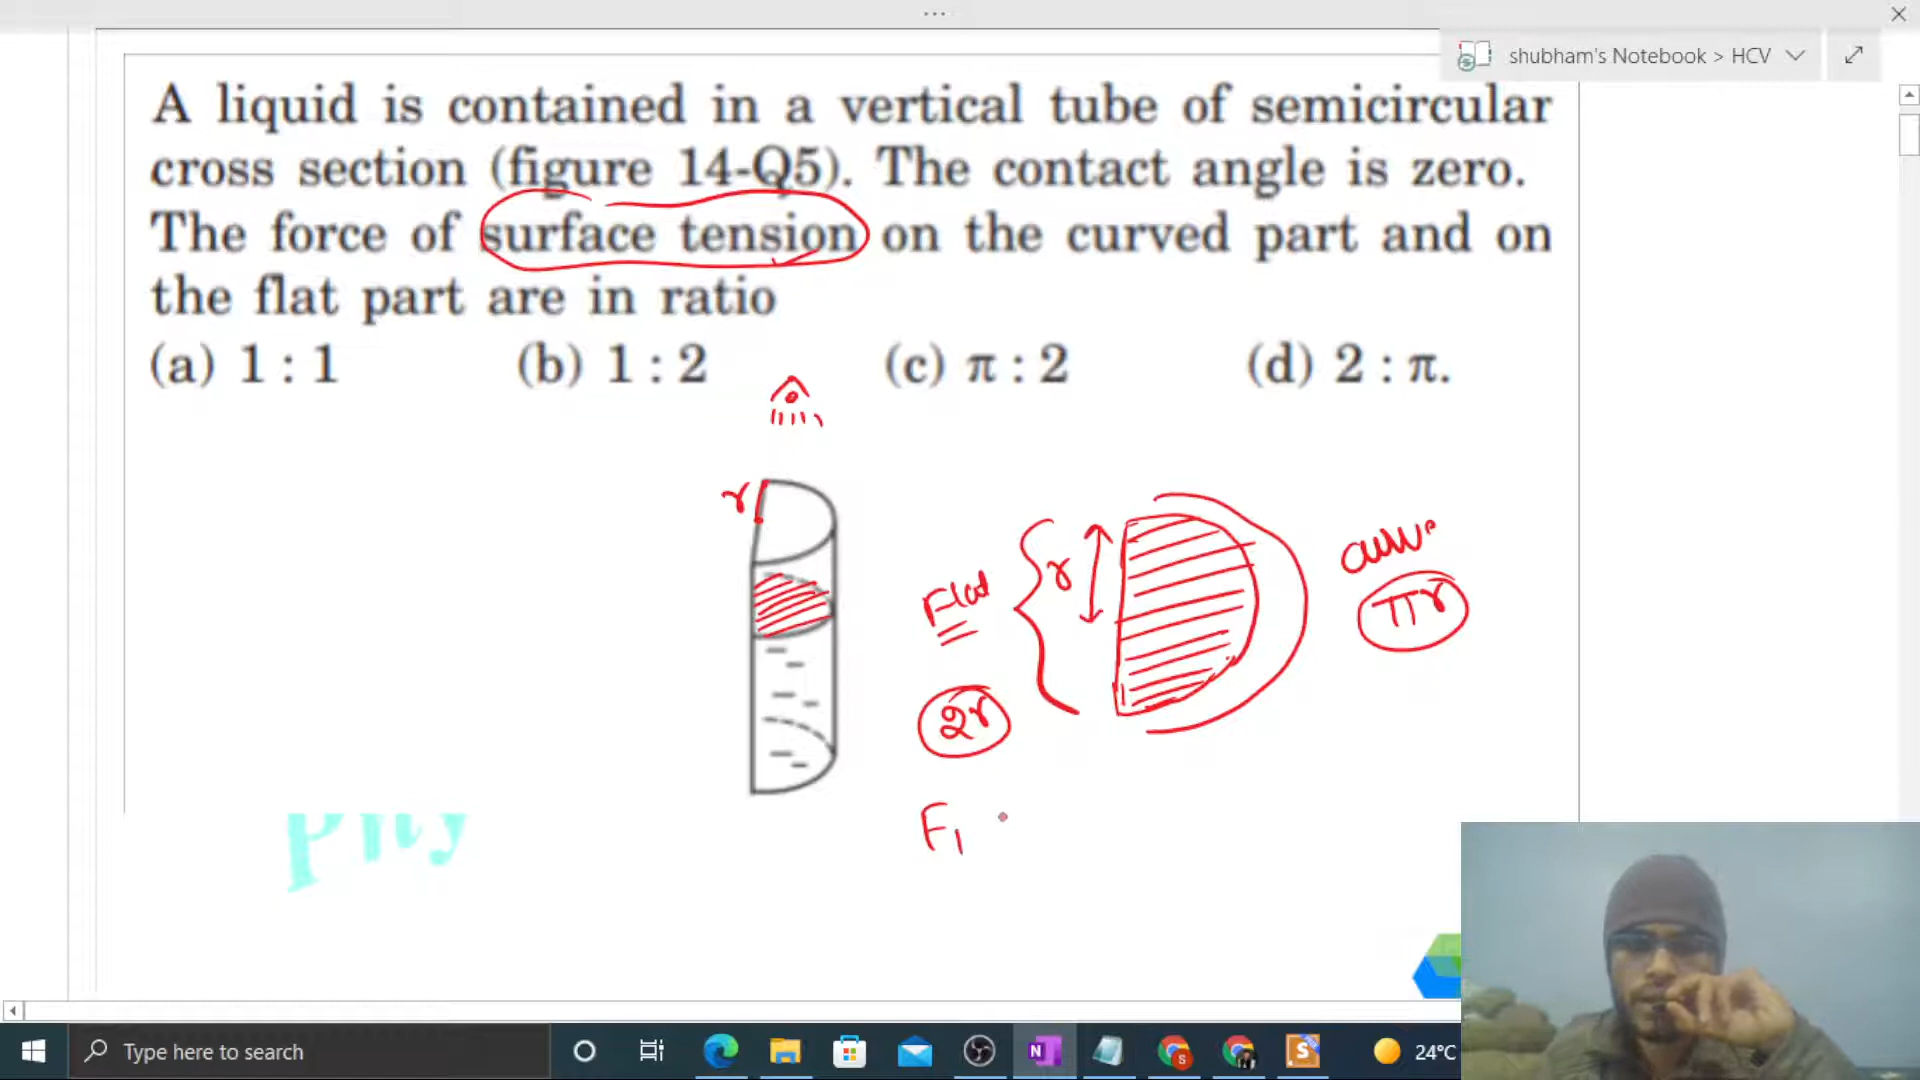 shubham's Notebook > HCV
A liquid is contained in a vertical tube of semicircular
cross section (figure 14-Q5). The contact angle is zero.
The force of surface tension on the curved part and on
the flat part are in ratio
(a) 1 : 1 (b) 1 : 2 (c) π : 2 (d) 2 : π.
r
Flat
r
πr
2r
F₁
phy
Type here to search
24°C